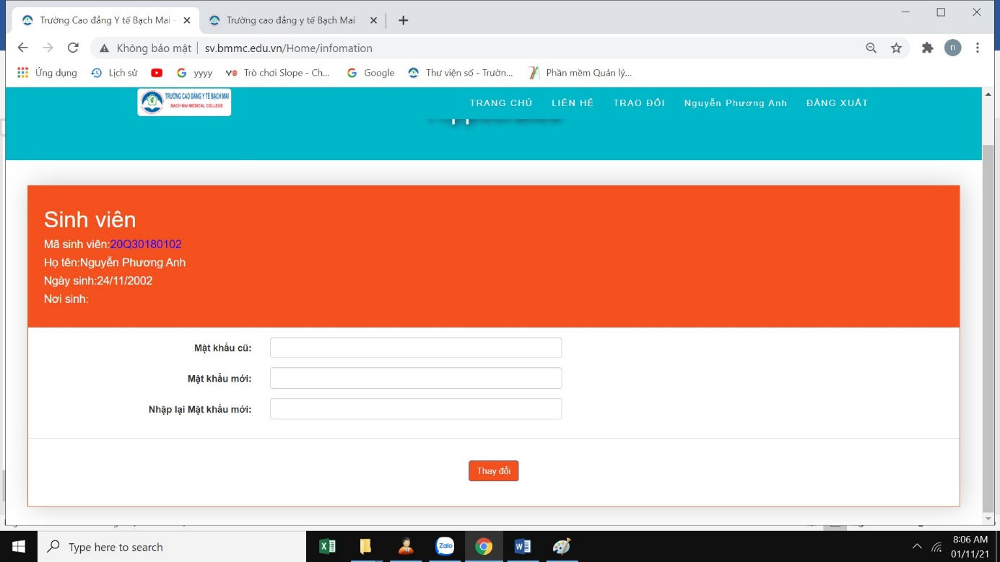 Trường Cao đẳng Y tế Bạch Mai -
Trường cao đẳng y tế Bạch Mai
Không bảo mật
sv.bmmc.edu.vn/Home/infomation
n
Ứng dụng
Lịch sử
yyyy
Trò chơi Slope - Ch...
Google
Thư viện số - Trườn...
Phần mềm Quản lý...
TRƯỜNG CAO ĐẲNG Y TẾ BẠCH MAI
BACH MAI MEDICAL COLLEGE
TRANG CHỦ LIÊN HỆ TRAO ĐỔI Nguyễn Phương Anh ĐĂNG XUẤT
Sinh viên
Mã sinh viên:20Q30180102
Họ tên:Nguyễn Phương Anh
Ngày sinh:24/11/2002
Nơi sinh:
Mật khẩu cũ:
Mật khẩu mới:
Nhập lại Mật khẩu mới:
Thay đổi
Type here to search
Zalo
8:06 AM
01/11/21